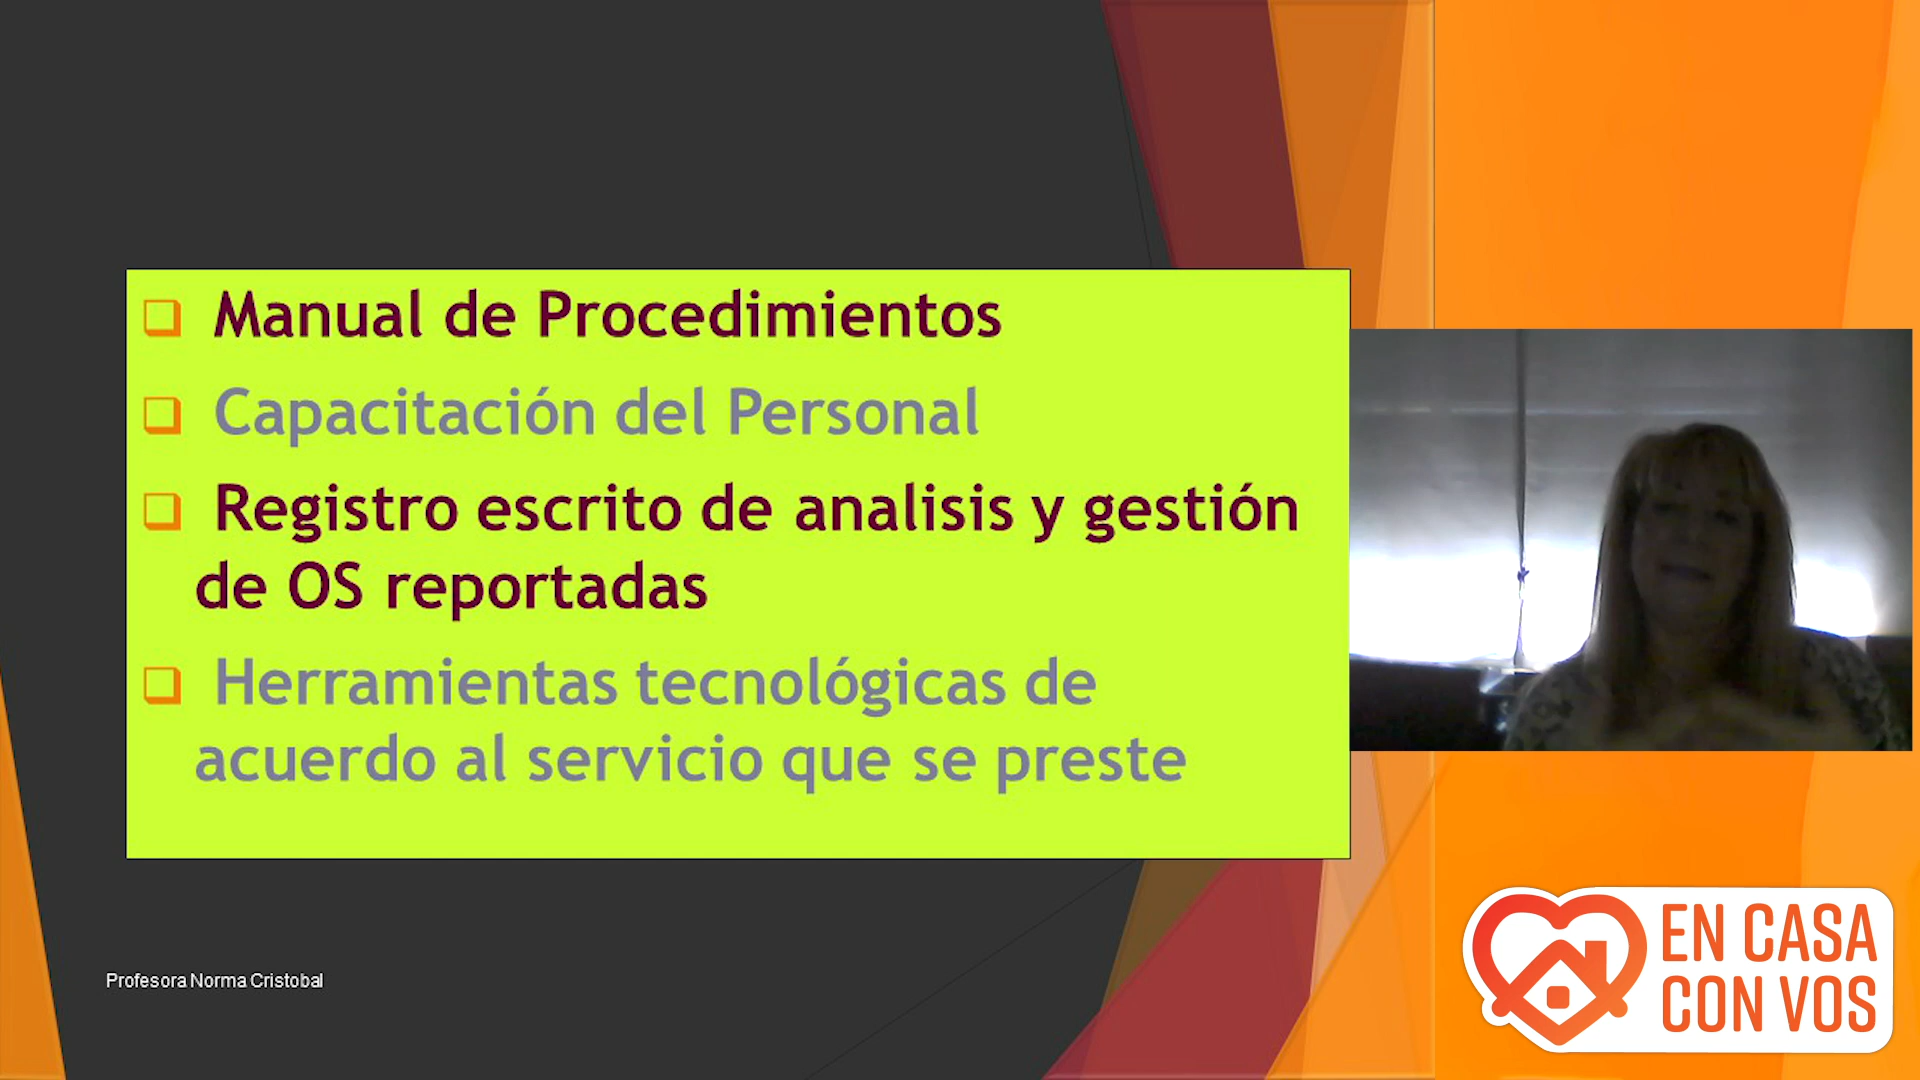 Manual de Procedimientos
Capacitación del Personal
Registro escrito de analisis y gestión
de OS reportadas
Herramientas tecnológicas de
acuerdo al servicio que se preste
Profesora Norma Cristobal
EN CASA
CON VOS